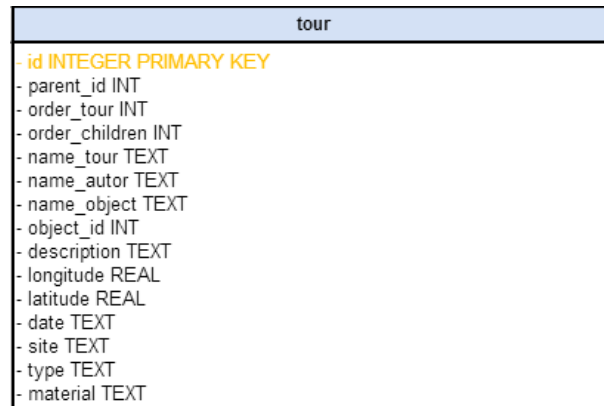 tour
- id INTEGER PRIMARY KEY
- parent_id INT
- order_tour INT
- order_children INT
- name_tour TEXT
- name_autor TEXT
- name_object TEXT
- object_id INT
- description TEXT
- longitude REAL
- latitude REAL
- date TEXT
- site TEXT
- type TEXT
- material TEXT